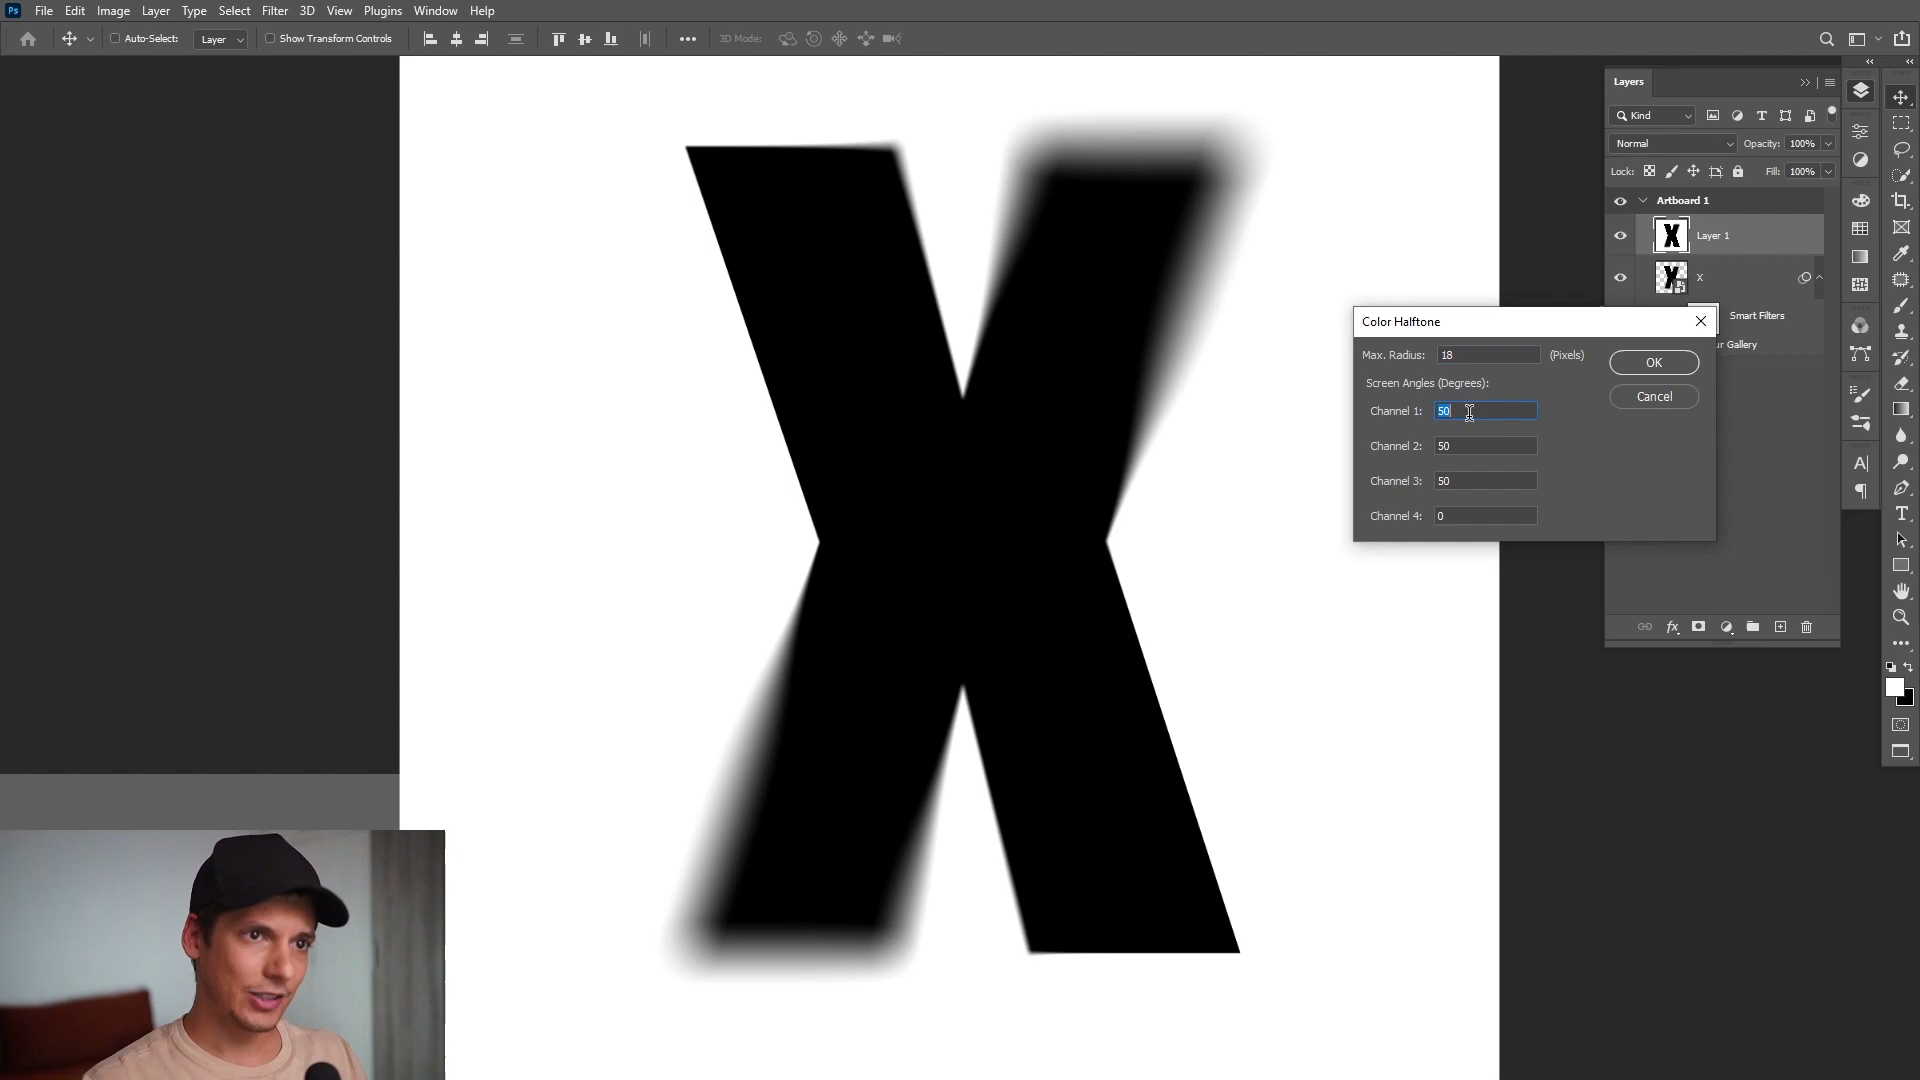 Ps File Edit Image Layer Type Select Filter 3D View Plugins Window Help
Auto-Select: Layer Show Transform Controls 3D Mode:
X
Layers
Kind
Normal Opacity: 100%
Lock: Fill: 100%
Artboard 1
Layer 1
X
Smart Filters
ur Gallery
fx
Color Halftone
Max. Radius: 18 (Pixels)
OK
Screen Angles (Degrees):
Cancel
Channel 1: 50
Channel 2: 50
Channel 3: 50
Channel 4: 0